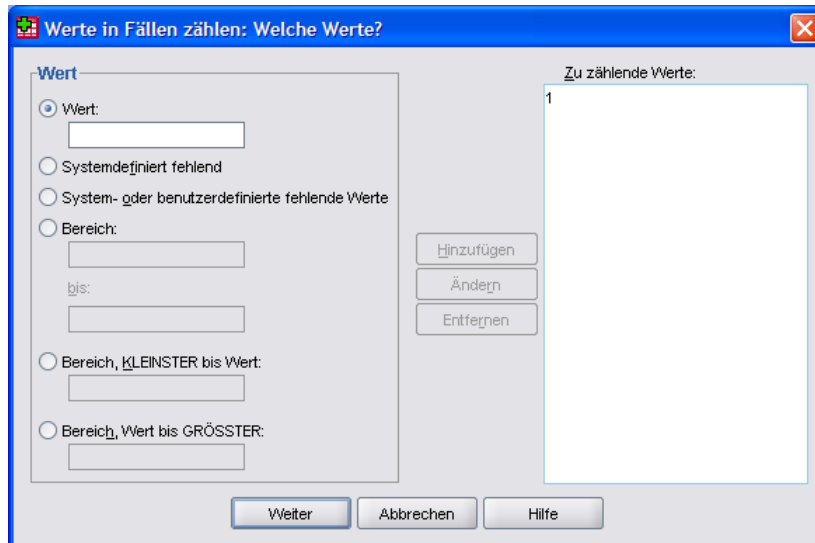 Werte in Fällen zählen: Welche Werte?
Wert
Wert:
Systemdefiniert fehlend
System- oder benutzerdefinierte fehlende Werte
Bereich:
bis:
Bereich, KLEINSTER bis Wert:
Bereich, Wert bis GRÖSSTER:
Hinzufügen
Ändern
Entfernen
Zu zählende Werte:
1
Weiter
Abbrechen
Hilfe